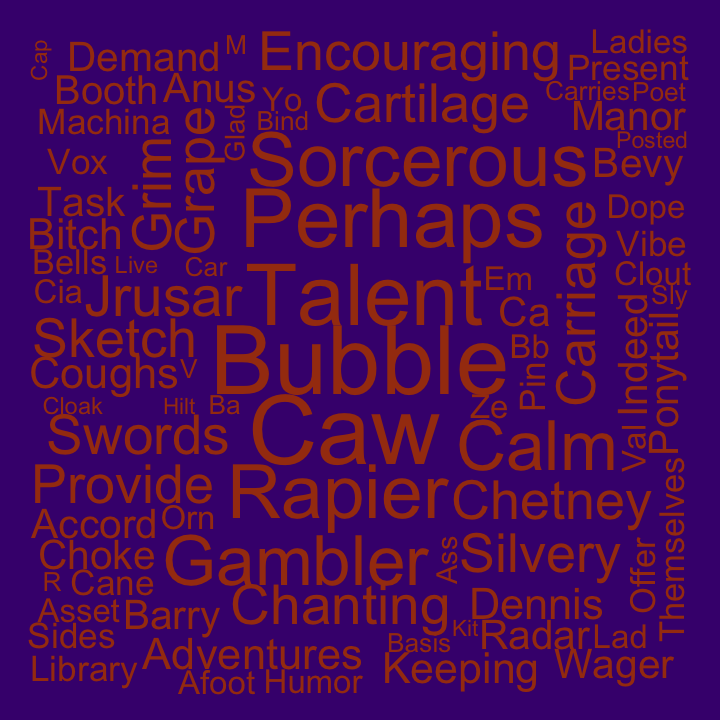 Cap
Demand
M
Encouraging
Ladies
Present
Booth
Anus
Yo
Cartilage
Carries
Poet
Machina
Glad
Bind
Manor
Posted
Vox
Grim
Grape
Sorcerous
Bevy
Task
Perhaps
Carriage
Dope
Bitch
Vibe
Bells
Live
Car
Talent
Em
Clout
Cia
Jrusar
Ca
Sly
Sketch
Bubble
Bb
Indeed
Ponytail
Coughs
V
Pin
Cloak
Hilt
Ba
Caw
Ze
Swords
Calm
Val
Provide
Rapier
Chetney
Themselves
Accord
Orn
Choke
Gambler
Ass
Silvery
Offer
R
Cane
Asset
Barry
Chanting
Dennis
Sides
Kit
Radar
Lad
Library
Adventures
Basis
Keeping
Wager
Afoot
Humor